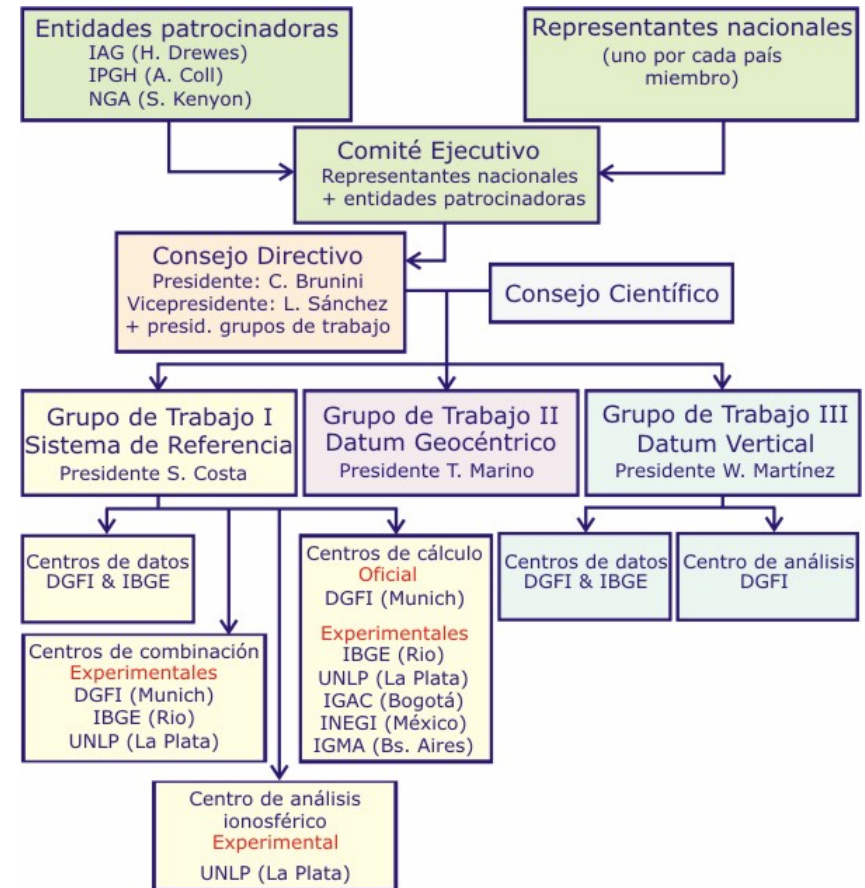 Entidades patrocinadoras
IAG (H. Drewes)
IPGH (A. Coll)
NGA (S. Kenyon)
Representantes nacionales
(uno por cada país
miembro)
Comité Ejecutivo
Representantes nacionales
+ entidades patrocinadoras
Consejo Directivo
Presidente: C. Brunini
Vicepresidente: L. Sánchez
+ presid. grupos de trabajo
Consejo Científico
Grupo de Trabajo I
Sistema de Referencia
Presidente S. Costa
Grupo de Trabajo II
Datum Geocéntrico
Presidente T. Marino
Grupo de Trabajo III
Datum Vertical
Presidente W. Martínez
Centros de datos
DGFI & IBGE
Centros de combinación
Experimentales
DGFI (Munich)
IBGE (Rio)
UNLP (La Plata)
Centro de análisis
ionosférico
Experimental
UNLP (La Plata)
Centros de cálculo
Oficial
DGFI (Munich)
Experimentales
IBGE (Rio)
UNLP (La Plata)
IGAC (Bogotá)
INEGI (México)
IGMA (Bs. Aires)
Centros de datos
DGFI & IBGE
Centro de análisis
DGFI